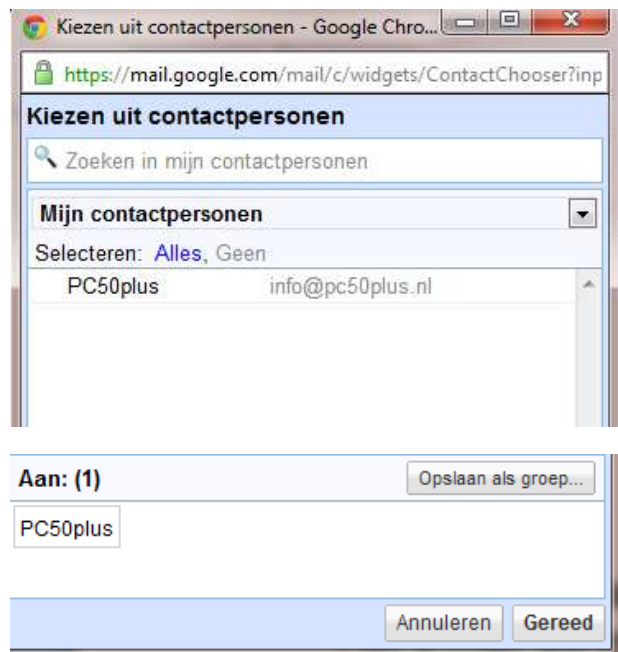 Kiezen uit contactpersonen - Google Chro...
https://mail.google.com/mail/c/widgets/ContactChooser?inp
Kiezen uit contactpersonen
Zoeken in mijn contactpersonen
Mijn contactpersonen
Selecteren: Alles, Geen
PC50plus info@pc50plus.nl
Aan: (1) Opslaan als groep...
PC50plus
Annuleren Gereed